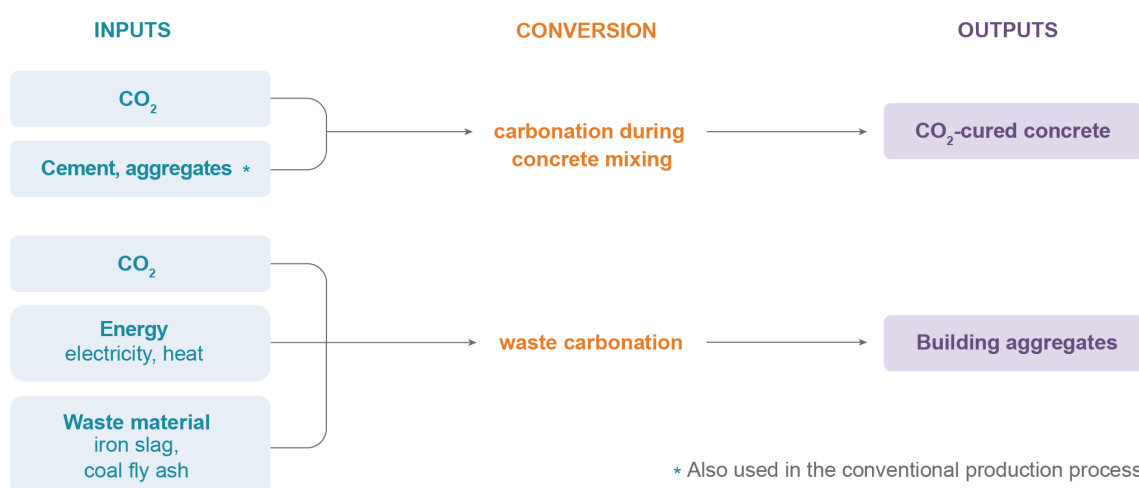 INPUTS
CONVERSION
OUTPUTS
CO₂
Cement, aggregates *
carbonation during
concrete mixing
CO₂-cured concrete
CO₂
Energy
electricity, heat
Waste material
iron slag,
coal fly ash
waste carbonation
Building aggregates
* Also used in the conventional production process